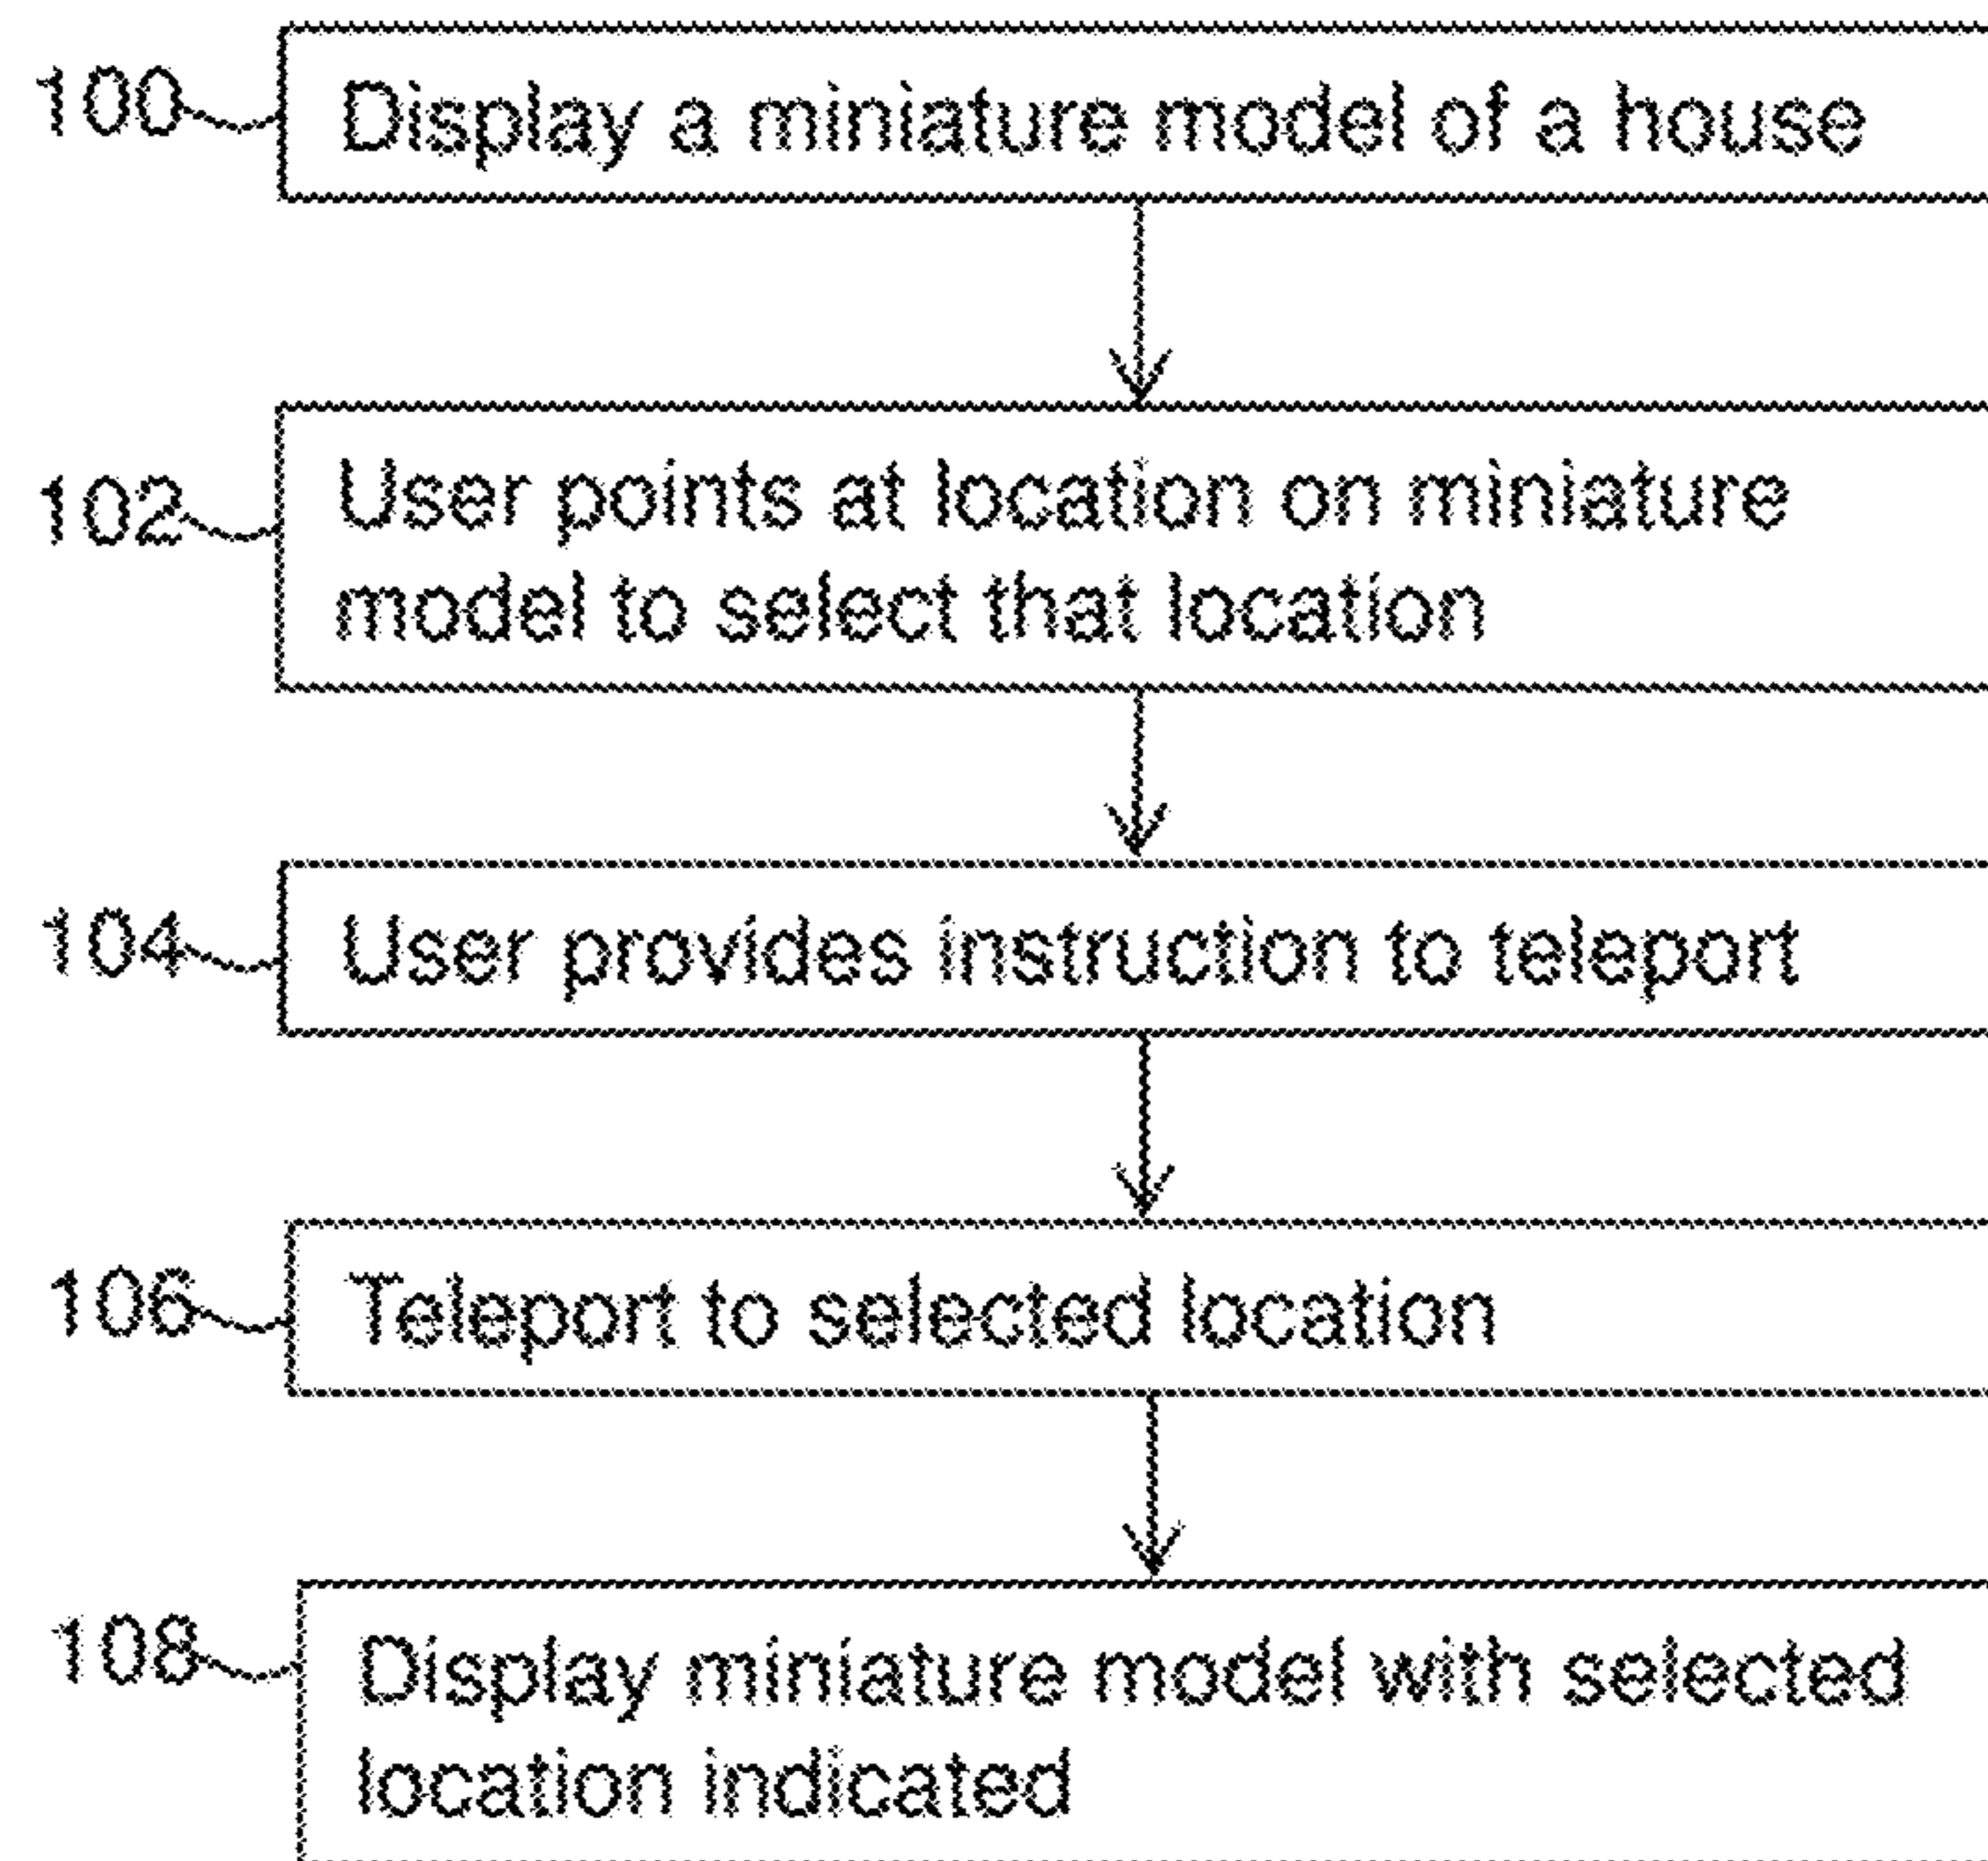 100 Display a miniature model of a house
102 User points at location on miniature
model to select that location
104 User provides instruction to teleport
106 Teleport to selected location
108 Display miniature model with selected
location indicated